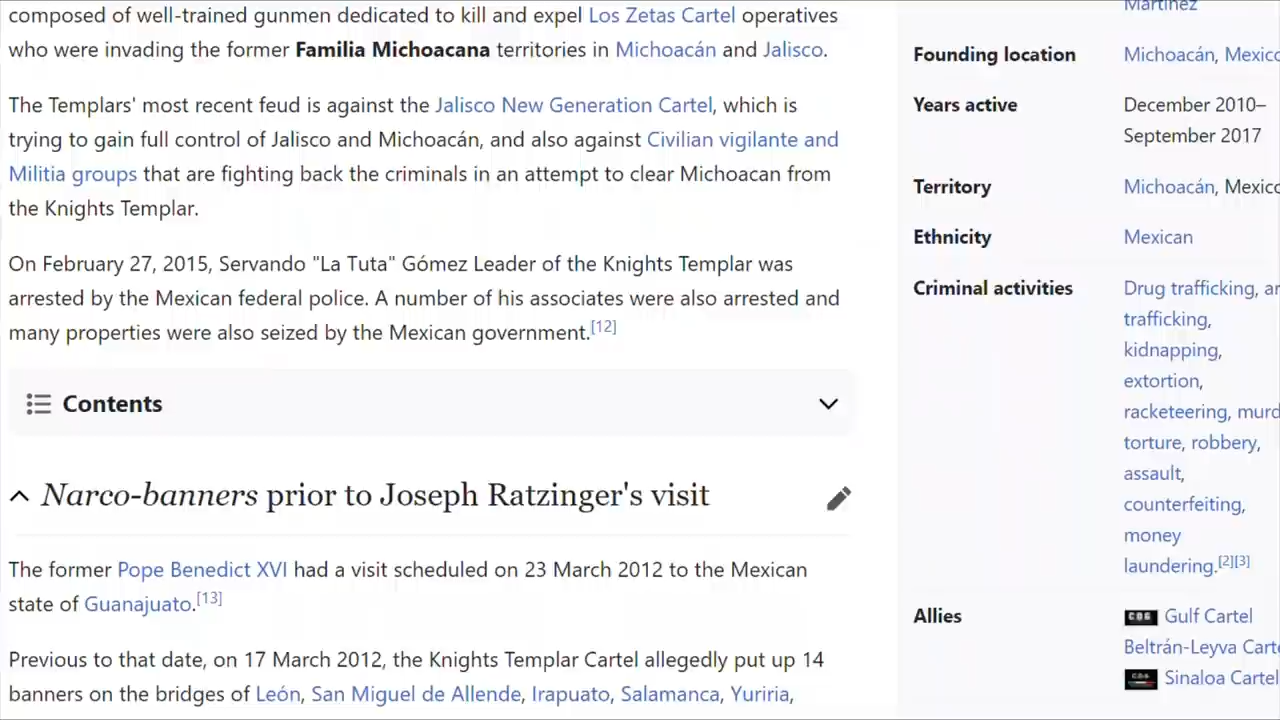 composed of well-trained gunmen dedicated to kill and expel Los Zetas Cartel operatives
who were invading the former Familia Michoacana territories in Michoacán and Jalisco.
The Templars' most recent feud is against the Jalisco New Generation Cartel, which is
trying to gain full control of Jalisco and Michoacán, and also against Civilian vigilante and
Militia groups that are fighting back the criminals in an attempt to clear Michoacan from
the Knights Templar.
On February 27, 2015, Servando "La Tuta" Gómez Leader of the Knights Templar was
arrested by the Mexican federal police. A number of his associates were also arrested and
many properties were also seized by the Mexican government.[12]
Contents
Narco-banners prior to Joseph Ratzinger's visit
The former Pope Benedict XVI had a visit scheduled on 23 March 2012 to the Mexican
state of Guanajuato.[13]
Previous to that date, on 17 March 2012, the Knights Templar Cartel allegedly put up 14
banners on the bridges of León, San Miguel de Allende, Irapuato, Salamanca, Yuriria,
Martínez
Founding location Michoacán, Mexico
Years active December 2010–
September 2017
Territory Michoacán, Mexico
Ethnicity Mexican
Criminal activities Drug trafficking, ar
trafficking,
kidnapping,
extortion,
racketeering, murd
torture, robbery,
assault,
counterfeiting,
money
laundering.[2][3]
Allies CDG Gulf Cartel
Beltrán-Leyva Carte
CDS Sinaloa Cartel